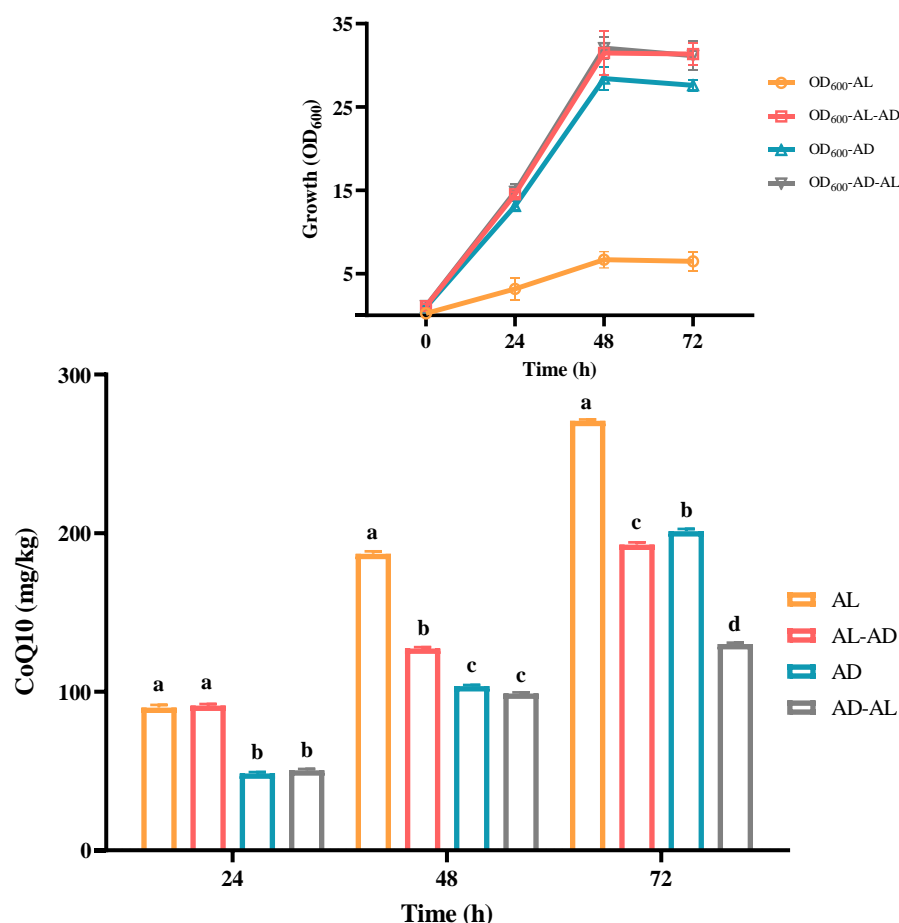 35
25
15
5
Growth (OD600)
0 24 48 72
Time (h)
OD600-AL
OD600-AL-AD
OD600-AD
OD600-AD-AL
300
200
100
0
CoQ10 (mg/kg)
a a b b
a b c c
a c b d
24 48 72
Time (h)
AL
AL-AD
AD
AD-AL